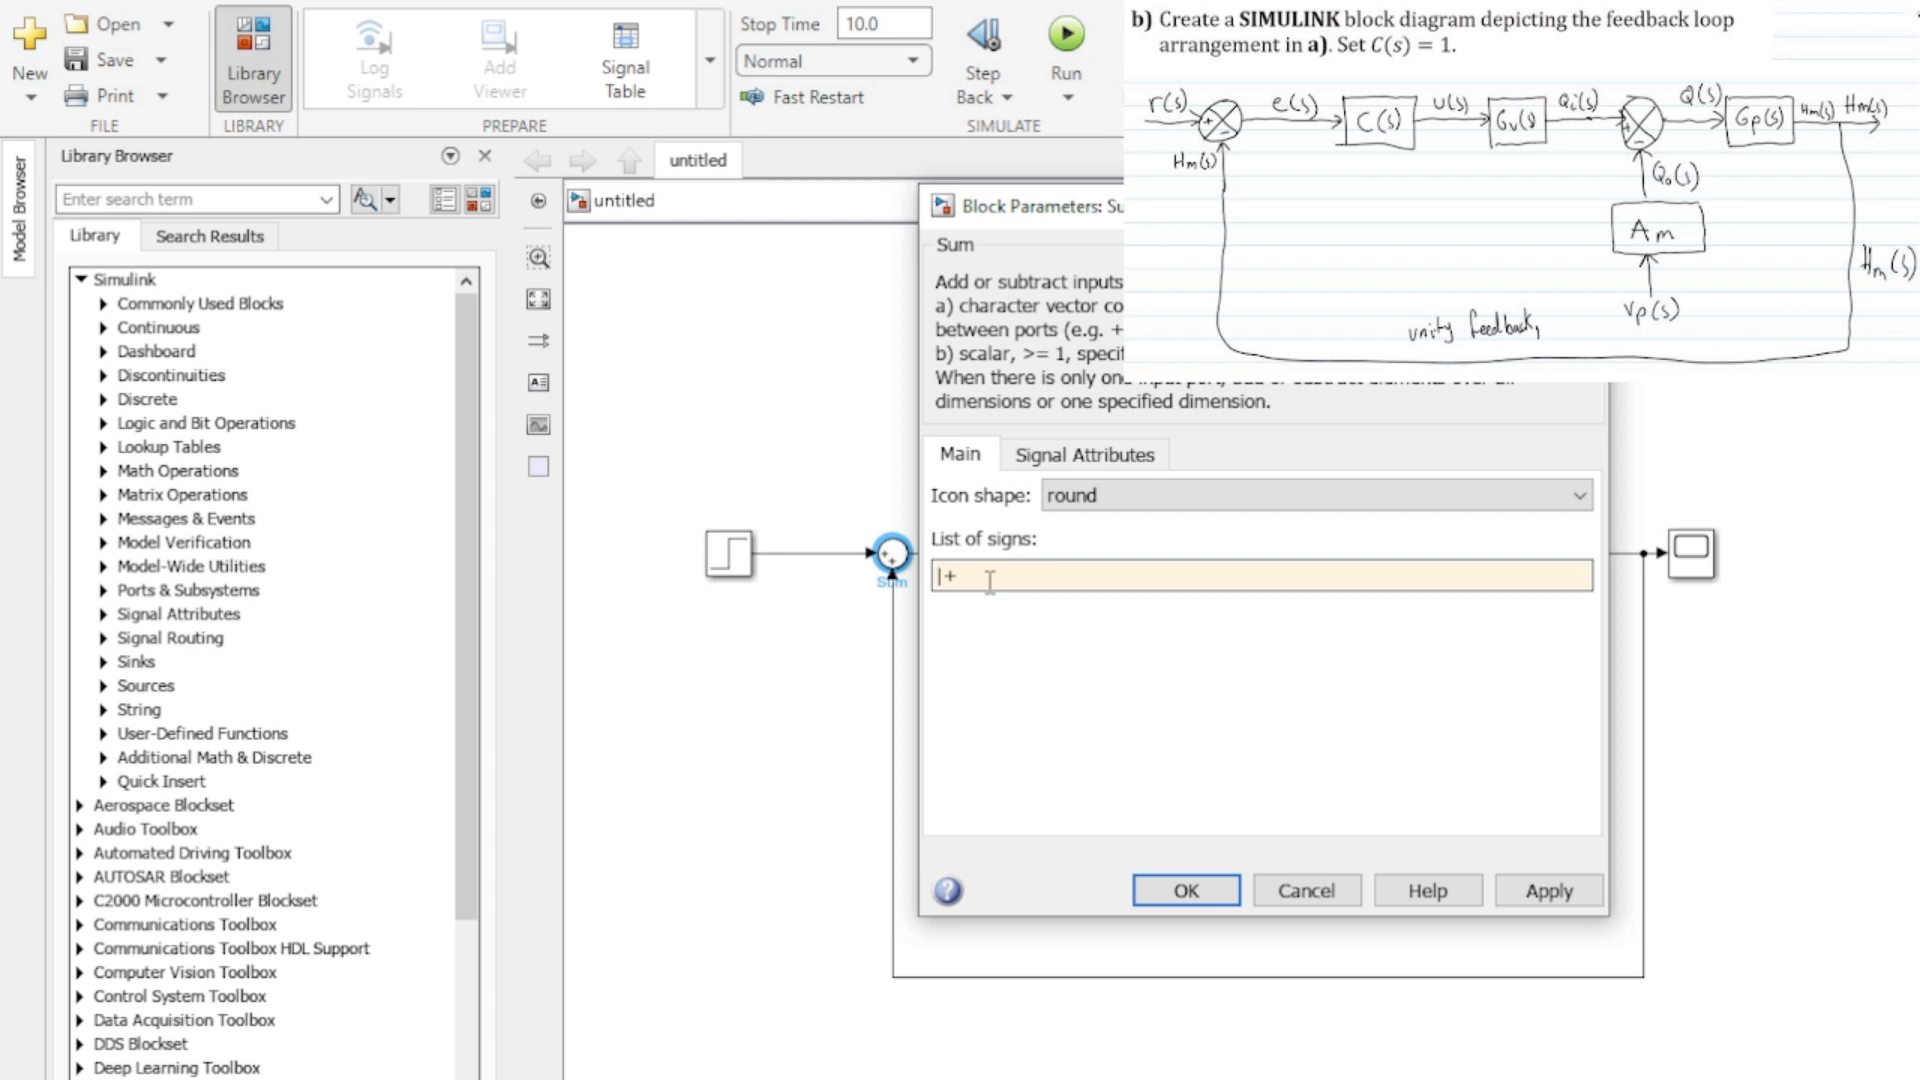 New
Open
Save
Print
FILE
Library
Browser
LIBRARY
Log
Signals
Add
Viewer
Signal
Table
PREPARE
Stop Time
10.0
Normal
Fast Restart
Step
Back
Run
SIMULATE
b) Create a SIMULINK block diagram depicting the feedback loop
arrangement in a). Set C(s) = 1.
r(s)
+
-
e(s)
C(s)
u(s)
Gv(s)
Qi(s)
+
-
Q(s)
Gp(s)
Hm(s)
Hm(s)
Hm(s)
Qo(s)
Am
vp(s)
Hm(s)
unity feedback,
Model Browser
Library Browser
Enter search term
Library
Search Results
Simulink
Commonly Used Blocks
Continuous
Dashboard
Discontinuities
Discrete
Logic and Bit Operations
Lookup Tables
Math Operations
Matrix Operations
Messages & Events
Model Verification
Model-Wide Utilities
Ports & Subsystems
Signal Attributes
Signal Routing
Sinks
Sources
String
User-Defined Functions
Additional Math & Discrete
Quick Insert
Aerospace Blockset
Audio Toolbox
Automated Driving Toolbox
AUTOSAR Blockset
C2000 Microcontroller Blockset
Communications Toolbox
Communications Toolbox HDL Support
Computer Vision Toolbox
Control System Toolbox
Data Acquisition Toolbox
DDS Blockset
Deep Learning Toolbox
untitled
untitled
Sum
Block Parameters: Su
Sum
Add or subtract inputs
a) character vector co
between ports (e.g. +
b) scalar, >= 1, specif
When there is only one
dimensions or one specified dimension.
Main
Signal Attributes
Icon shape: round
List of signs:
|+
OK
Cancel
Help
Apply